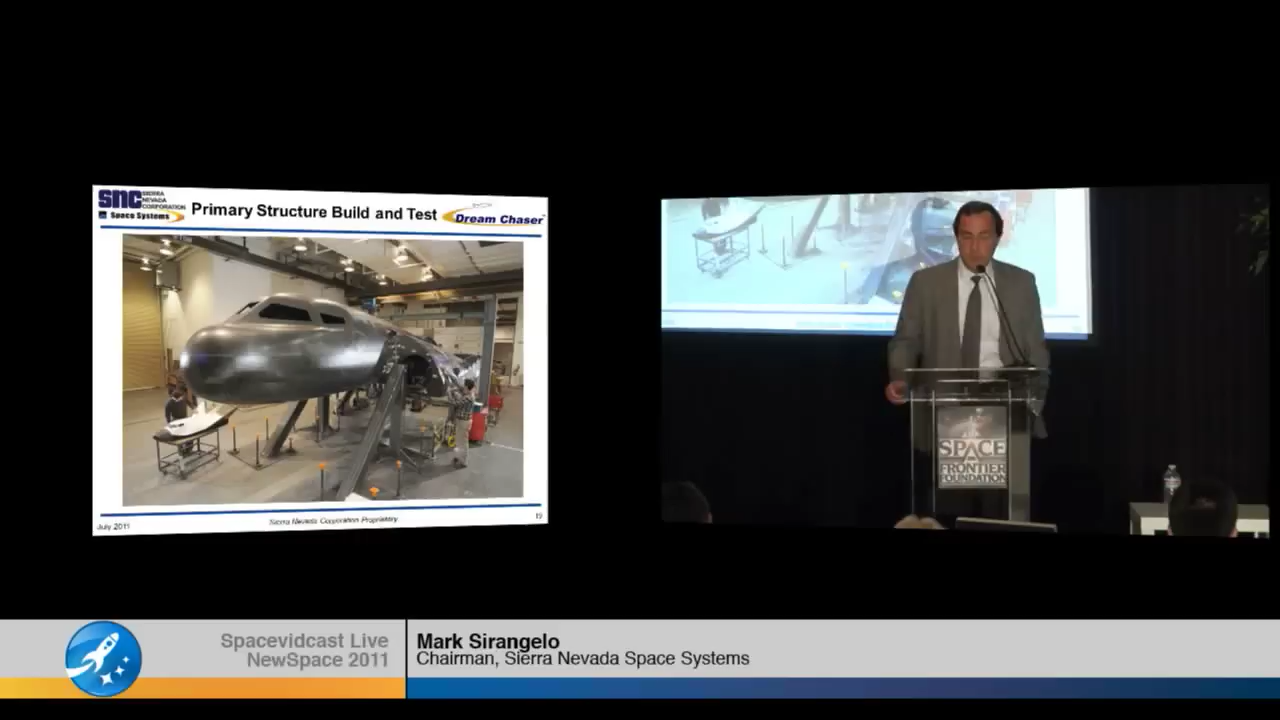 snc SIERRA
NEVADA
CORPORATION
Space Systems
Primary Structure Build and Test
Dream Chaser
July 2011
Sierra Nevada Corporation Proprietary
19
SPACE
FRONTIER
FOUNDATION
Spacevidcast Live
NewSpace 2011
Mark Sirangelo
Chairman, Sierra Nevada Space Systems